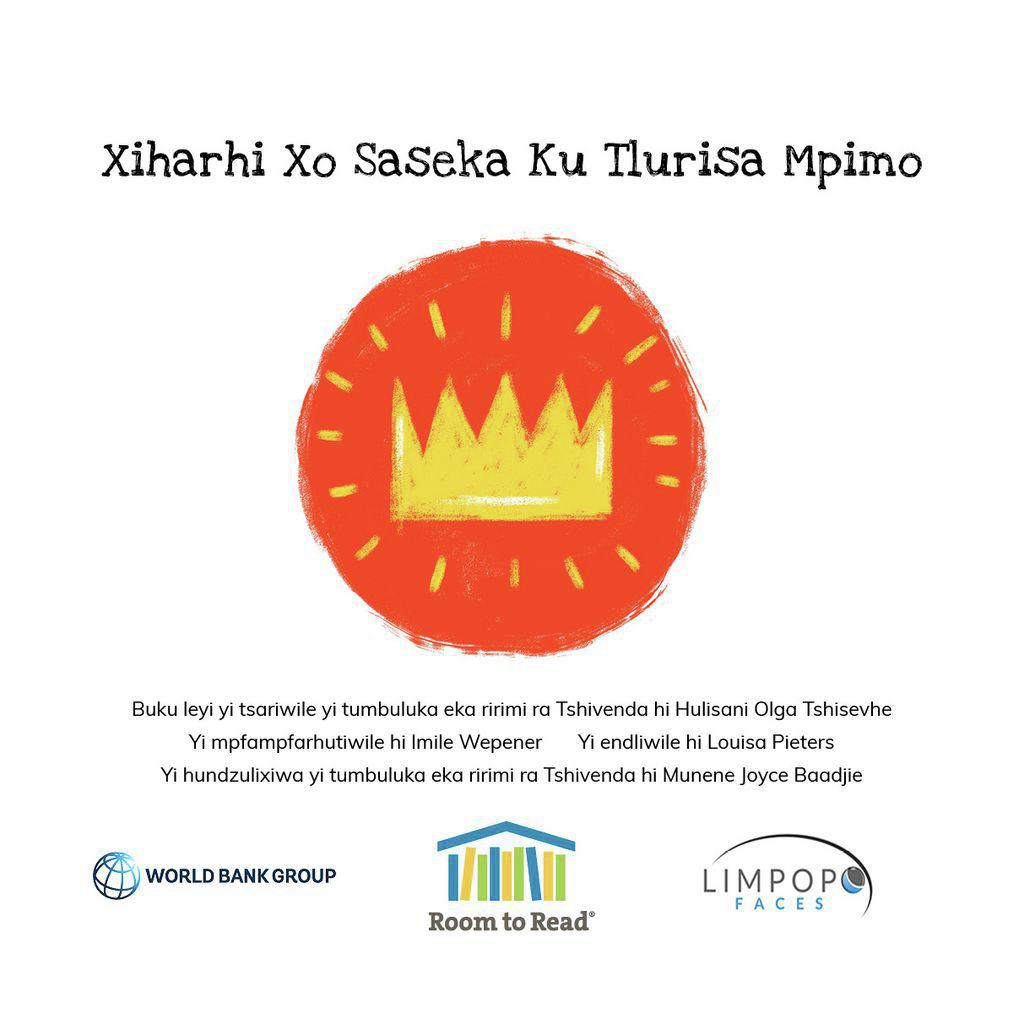 Xiharhi Xo Saseka Ku Tlurisa Mpimo
Buku leyi yi tsariwile yi tumbuluka eka ririmi ra Tshivenda hi Hulisani Olga Tshisevhe
Yi mpfampfarhutiwile hi Imile Wepener Yi endliwile hi Louisa Pieters
Yi hundzulixiwa yi tumbuluka eka ririmi ra Tshivenda hi Munene Joyce Baadjie
WORLD BANK GROUP
Room to Read®
LIMPOPO
FACES